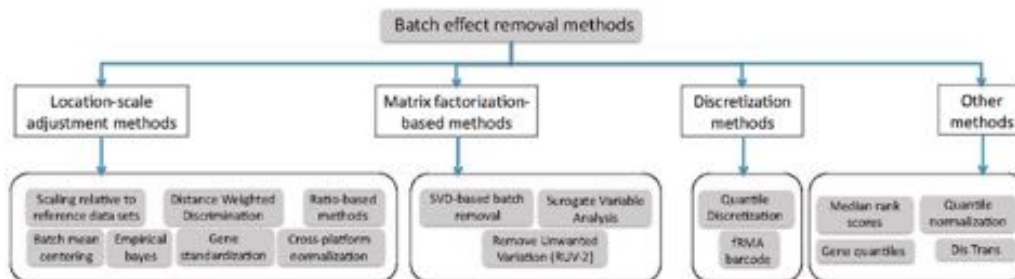 Batch effect removal methods
Location-scale
adjustment methods
Matrix factorization-
based methods
Discretization
methods
Other
methods
Scaling relative to
reference data sets
Distance Weighted
Discrimination
Ratio-based
methods
Batch mean
centering
Empirical
bayes
Gene
standardization
Cross-platform
normalization
SVD-based batch
removal
Surogate Variable
Analysis
Remove Unwanted
Variation (RUV-2)
Quantile
Discretization
fRMA
barcode
Median rank
scores
Quantile
normalization
Gene quantiles
Dis Trans